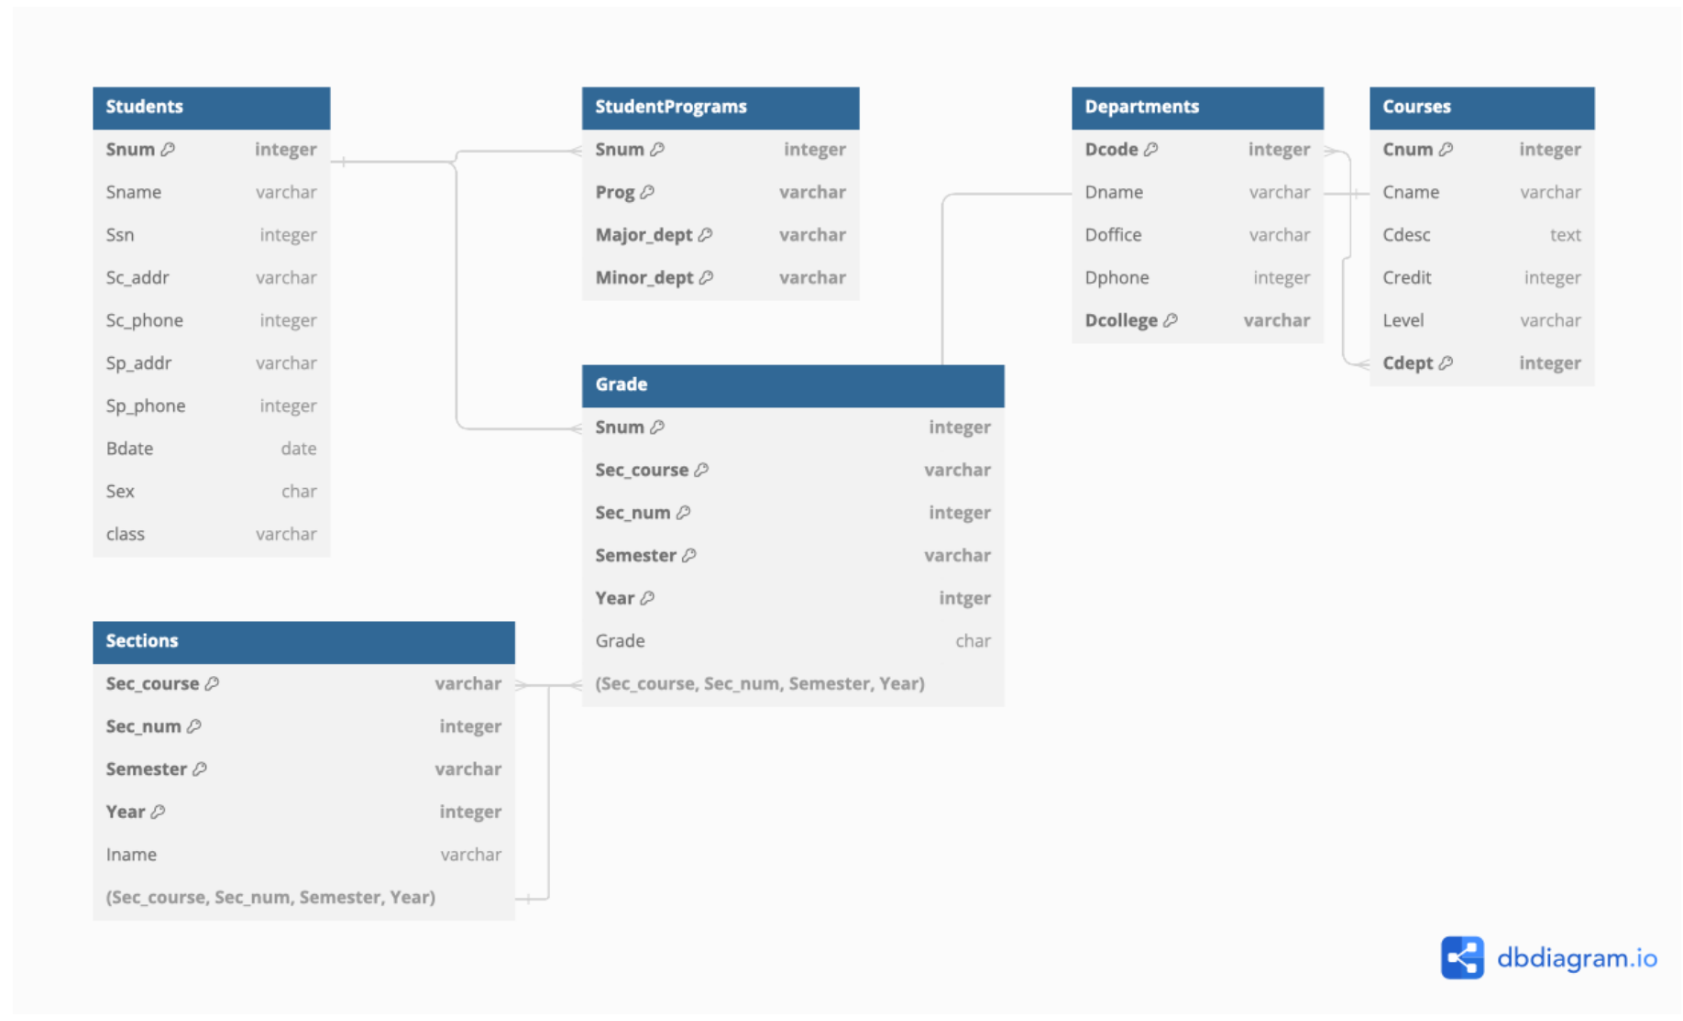 Students
Snum integer
Sname varchar
Ssn integer
Sc_addr varchar
Sc_phone integer
Sp_addr varchar
Sp_phone integer
Bdate date
Sex char
class varchar
StudentPrograms
Snum integer
Prog varchar
Major_dept varchar
Minor_dept varchar
Departments
Dcode integer
Dname varchar
Doffice varchar
Dphone integer
Dcollege varchar
Courses
Cnum integer
Cname varchar
Cdesc text
Credit integer
Level varchar
Cdept integer
Grade
Snum integer
Sec_course varchar
Sec_num integer
Semester varchar
Year intger
Grade char
(Sec_course, Sec_num, Semester, Year)
Sections
Sec_course varchar
Sec_num integer
Semester varchar
Year integer
Iname varchar
(Sec_course, Sec_num, Semester, Year)
dbdiagram.io